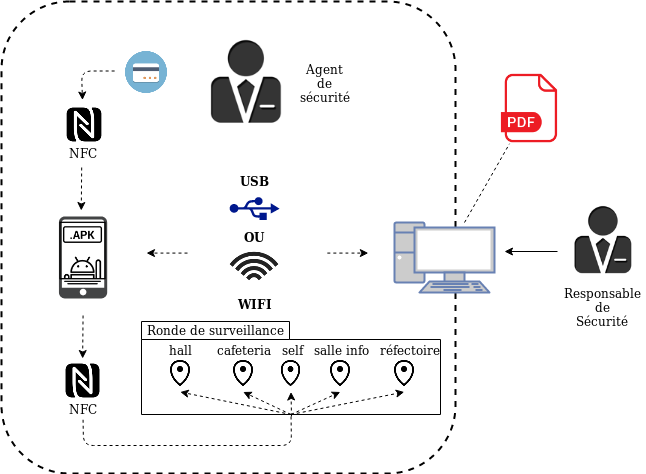 Agent
de
sécurité
NFC
PDF
USB
.APK
OU
WIFI
Responsable
de
Sécurité
Ronde de surveillance
hall cafeteria self salle info réfectoire
NFC